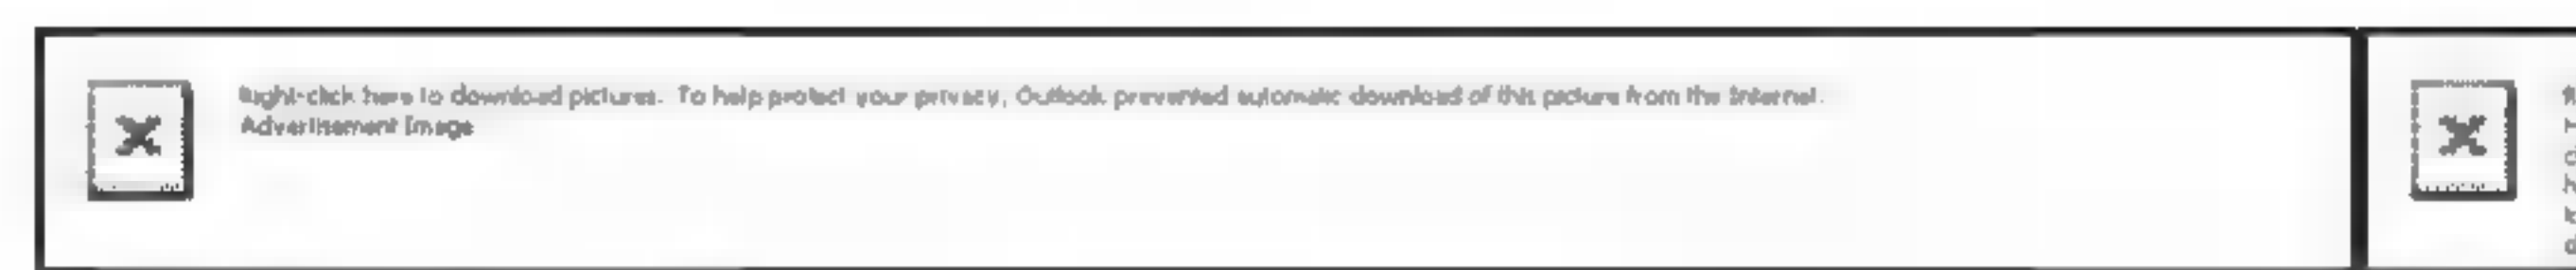 Right-click here to download pictures. To help protect your privacy, Outlook prevented automatic download of this picture from the Internet.
Advertisement Image